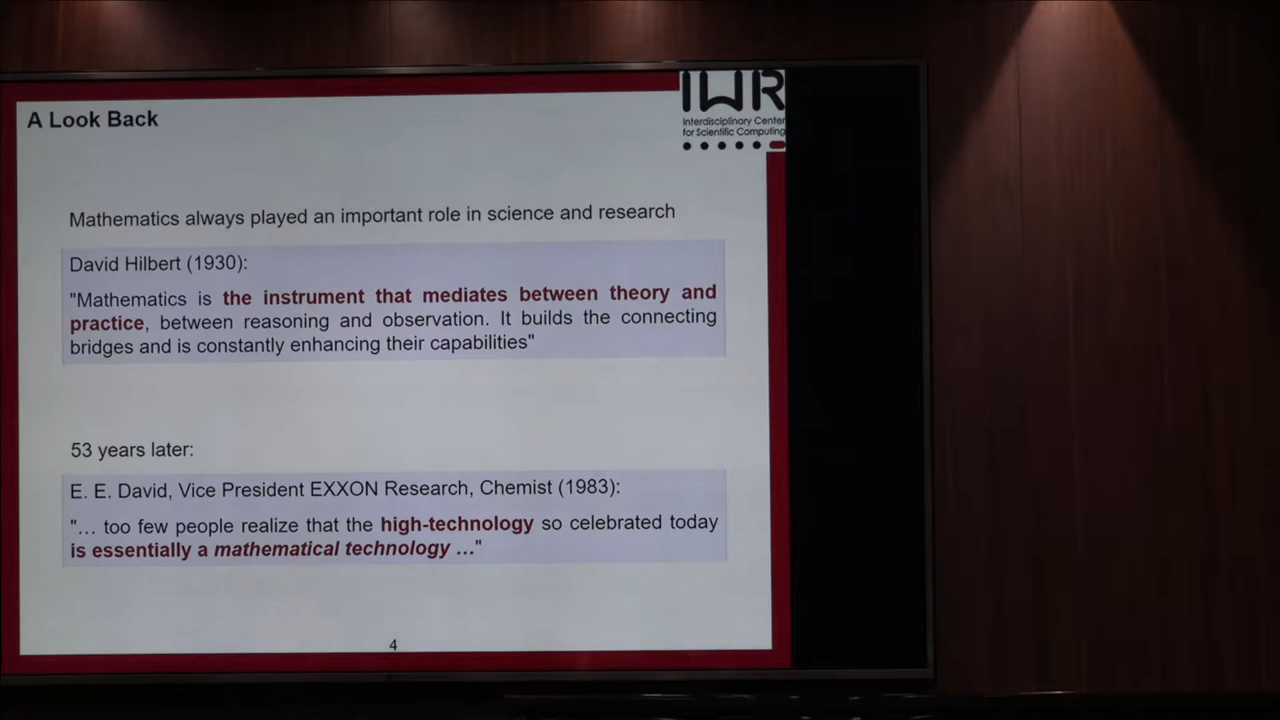 A Look Back
IWR
Interdisciplinary Center
for Scientific Computing
Mathematics always played an important role in science and research
David Hilbert (1930):
"Mathematics is the instrument that mediates between theory and
practice, between reasoning and observation. It builds the connecting
bridges and is constantly enhancing their capabilities"
53 years later:
E. E. David, Vice President EXXON Research, Chemist (1983):
"... too few people realize that the high-technology so celebrated today
is essentially a mathematical technology ..."
4